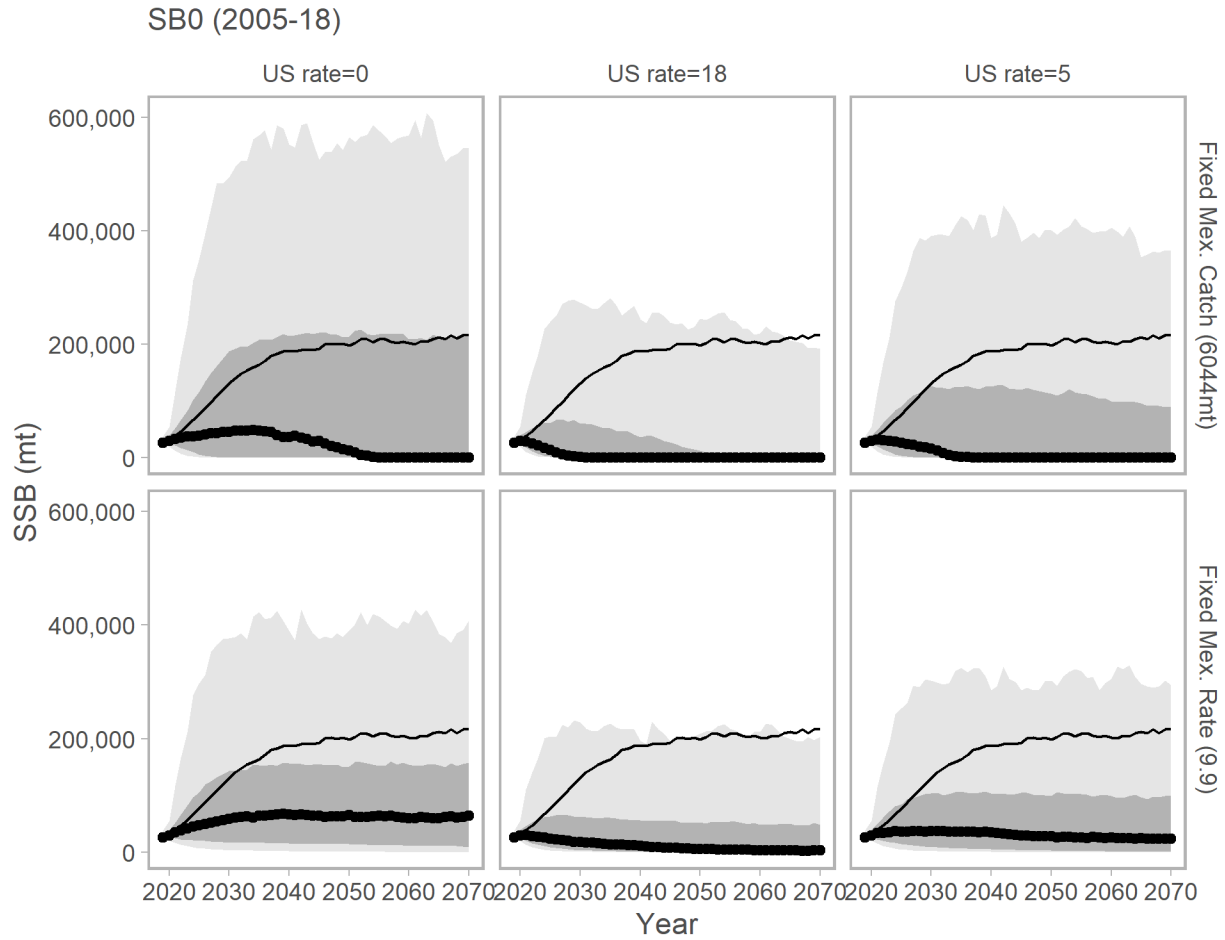 SB0 (2005-18)
US rate=0
US rate=18
US rate=5
600,000
400,000
200,000
0
Fixed Mex. Catch (6044mt)
SSB (mt)
600,000
400,000
200,000
0
Fixed Mex. Rate (9.9)
2020 2030 2040 2050 2060 2070
2020 2030 2040 2050 2060 2070
2020 2030 2040 2050 2060 2070
Year